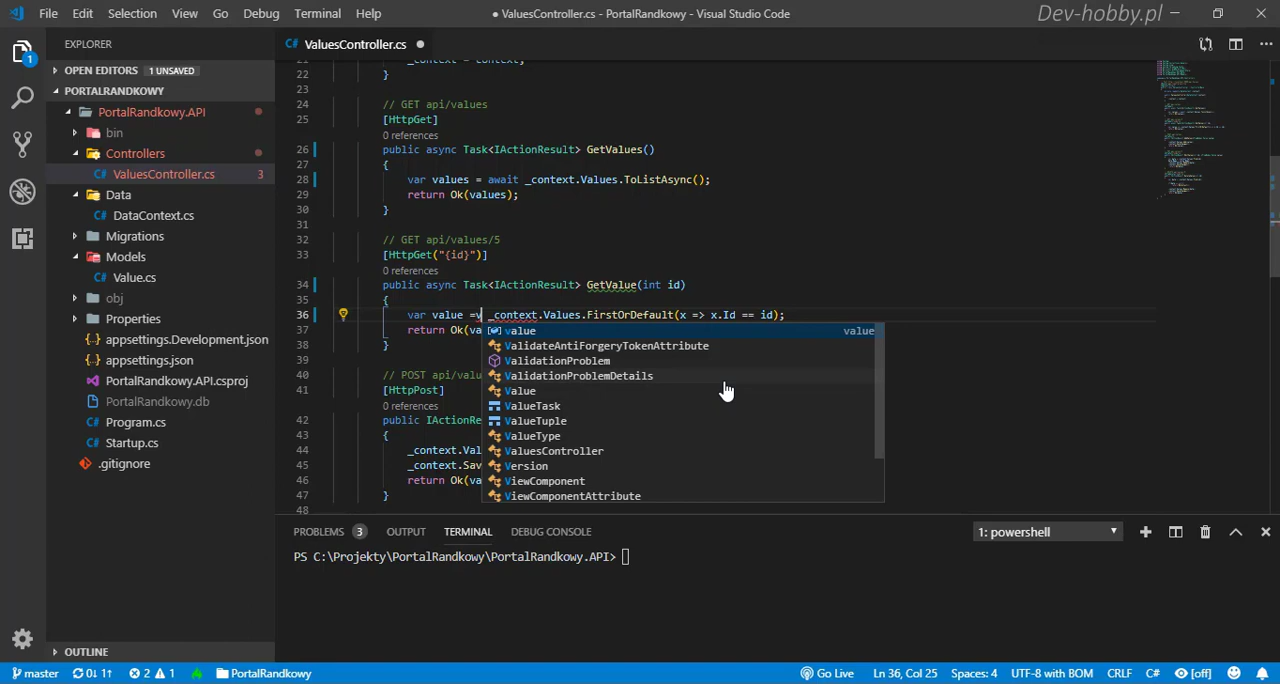 File Edit Selection View Go Debug Terminal Help
● ValuesController.cs - PortalRandkowy - Visual Studio Code
Dev-hobby.pl
1
EXPLORER
OPEN EDITORS 1 UNSAVED
PORTALRANDKOWY
PortalRandkowy.API
bin
Controllers
C# ValuesController.cs 3
Data
C# DataContext.cs
Migrations
Models
C# Value.cs
obj
Properties
appsettings.Development.json
appsettings.json
PortalRandkowy.API.csproj
PortalRandkowy.db
C# Program.cs
C# Startup.cs
.gitignore
OUTLINE
C# ValuesController.cs ●
21 _context = context;
22 }
23
24 // GET api/values
25 [HttpGet]
0 references
26 public async Task<IActionResult> GetValues()
27 {
28 var values = await _context.Values.ToListAsync();
29 return Ok(values);
30 }
31
32 // GET api/values/5
33 [HttpGet("{id}")]
0 references
34 public async Task<IActionResult> GetValue(int id)
35 {
36 var value =v _context.Values.FirstOrDefault(x => x.Id == id);
37 return Ok(va
38 }
39
40 // POST api/valu
41 [HttpPost]
0 references
42 public IActionRe
43 {
44 _context.Val
45 _context.Sav
46 return Ok(va
47 }
48
value value
ValidateAntiForgeryTokenAttribute
ValidationProblem
ValidationProblemDetails
Value
ValueTask
ValueTuple
ValueType
ValuesController
Version
ViewComponent
ViewComponentAttribute
PROBLEMS 3 OUTPUT TERMINAL DEBUG CONSOLE 1: powershell
PS C:\Projekty\PortalRandkowy\PortalRandkowy.API>
master 0↓ 1↑ 2 1 PortalRandkowy Go Live Ln 36, Col 25 Spaces: 4 UTF-8 with BOM CRLF C# [off]